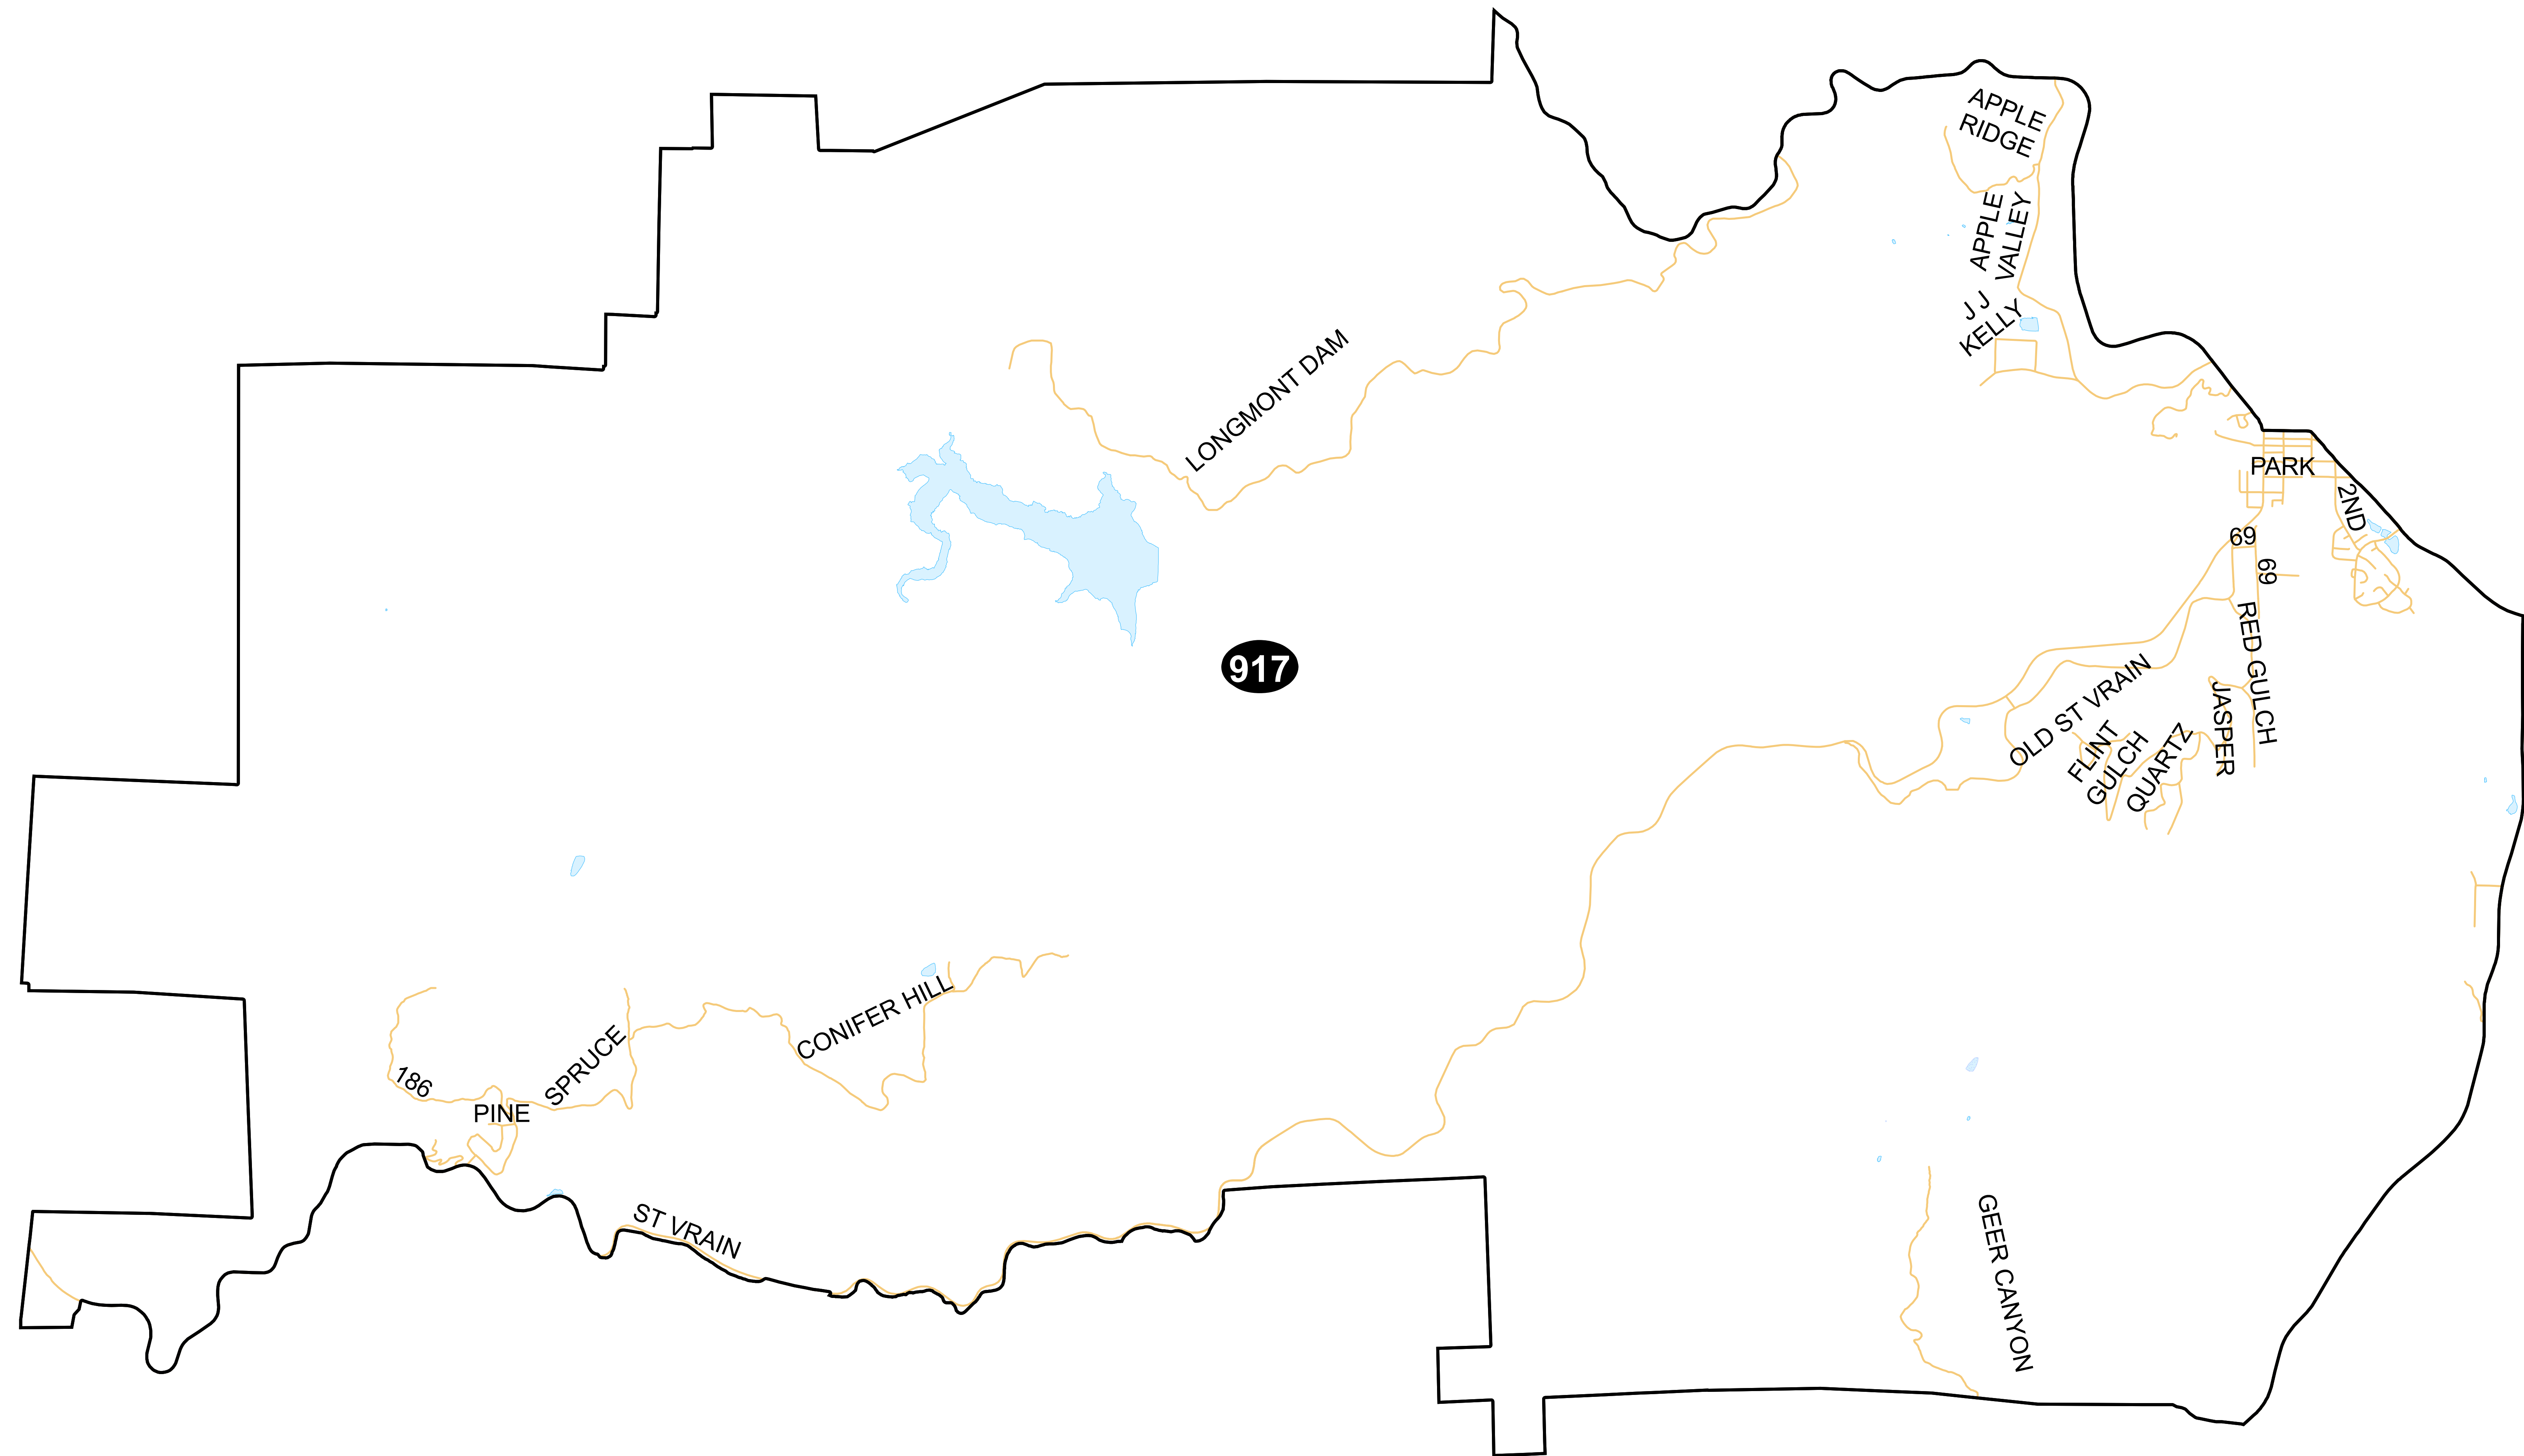 APPLE
RIDGE
APPLE
VALLEY
J J
KELLY
LONGMONT DAM
PARK
2ND
69
69
RED GULCH
917
OLD ST VRAIN
JASPER
FLINT
GULCH
QUARTZ
CONIFER HILL
SPRUCE
186
PINE
ST VRAIN
GEER CANYON